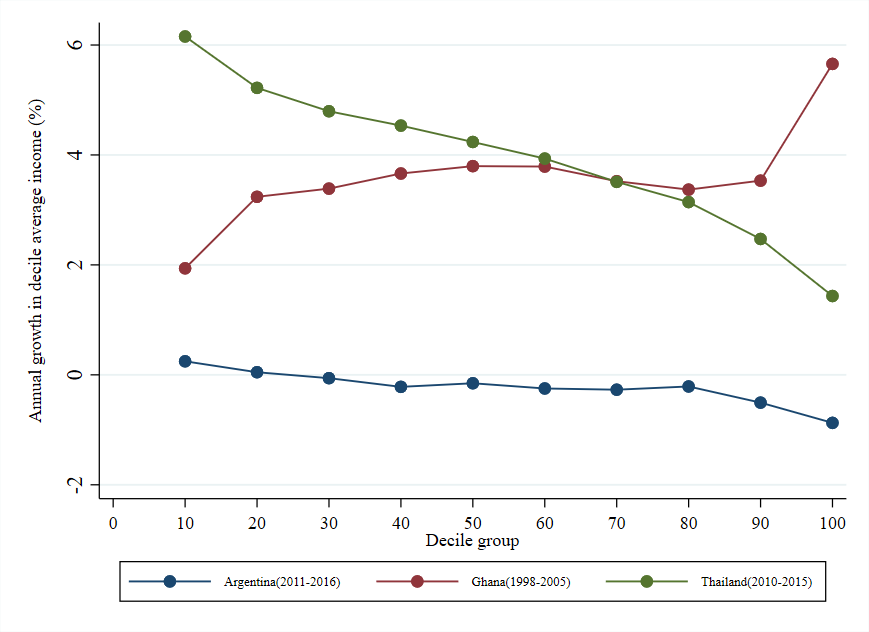 Annual growth in decile average income (%)
6
4
2
0
-2
0 10 20 30 40 50 60 70 80 90 100
Decile group
Argentina(2011-2016) Ghana(1998-2005) Thailand(2010-2015)